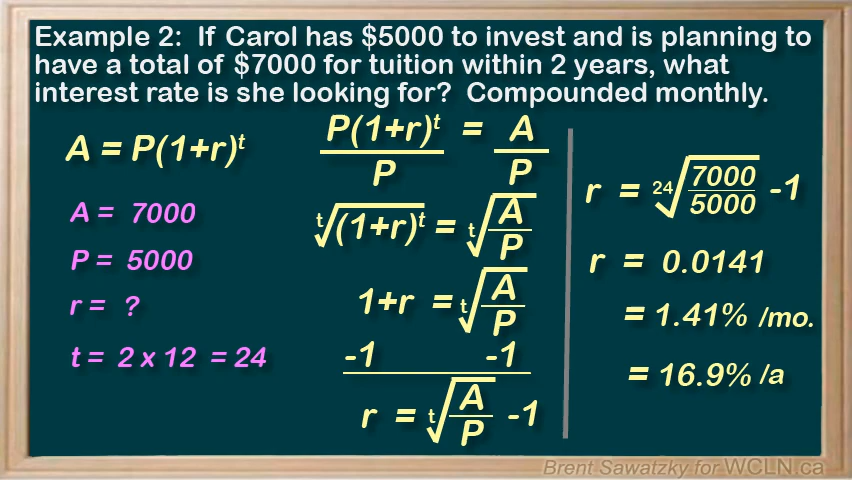 Example 2:  If Carol has $5000 to invest and is planning to
have a total of $7000 for tuition within 2 years, what
interest rate is she looking for?  Compounded monthly.
A = P(1+r)ᵗ
A =  7000
P =  5000
r =  ?
t =  2 x 12  = 24
P(1+r)ᵗ = A
P P
ᵗ√(1+r)ᵗ = ᵗ√A/P
1+r = ᵗ√A/P
-1 -1
r = ᵗ√A/P -1
r = ²⁴√7000/5000 -1
r = 0.0141
= 1.41% /mo.
= 16.9% /a
Brent Sawatzky for WCLN.ca